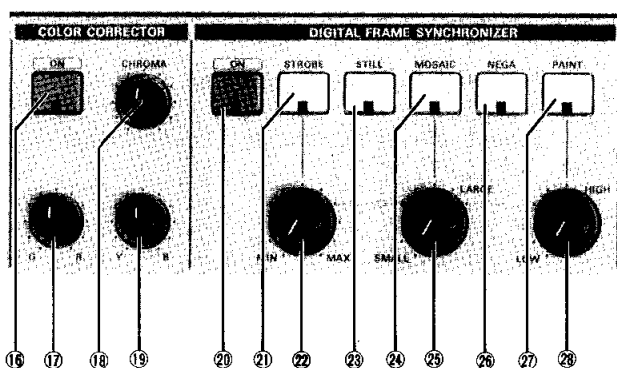 COLOR CORRECTOR
DIGITAL FRAME SYNCHRONIZER
ON CHROMA ON STROBE STILL MOSAIC NEGA PAINT
LARGE HIGH
G R Y B MIN MAX SMALL LOW
⑯ ⑰ ⑱ ⑲ ⑳ ㉑ ㉒ ㉓ ㉔ ㉕ ㉖ ㉗ ㉘